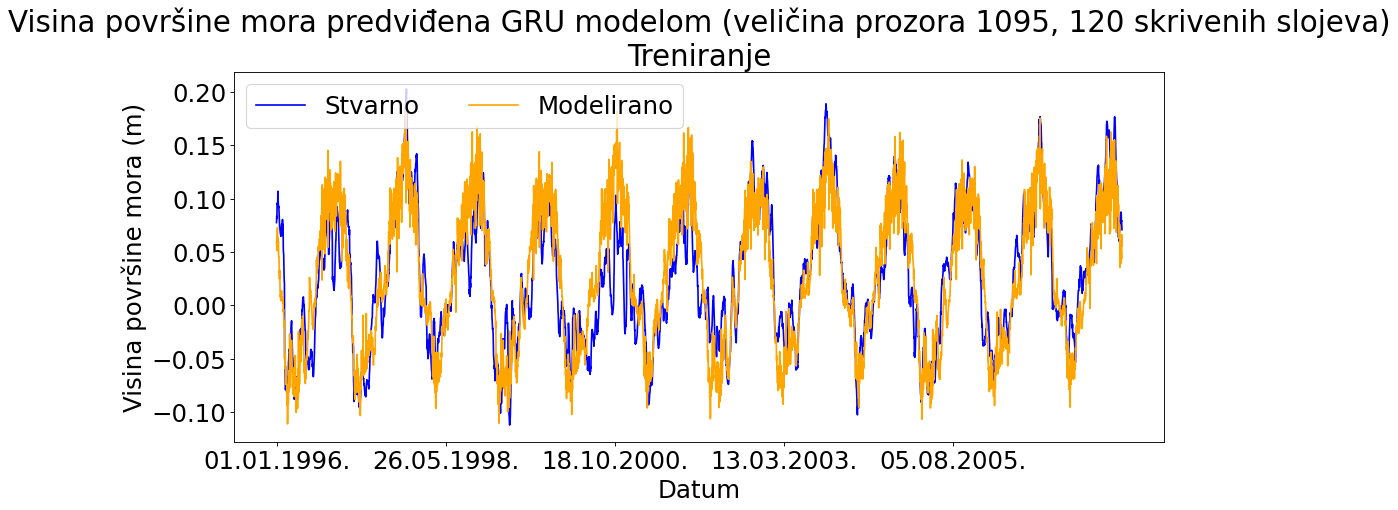 Visina površine mora predviđena GRU modelom (veličina prozora 1095, 120 skrivenih slojeva)
Treniranje
Stvarno
Modelirano
Visina površine mora (m)
0.20
0.15
0.10
0.05
0.00
−0.05
−0.10
01.01.1996.
26.05.1998.
18.10.2000.
13.03.2003.
05.08.2005.
Datum